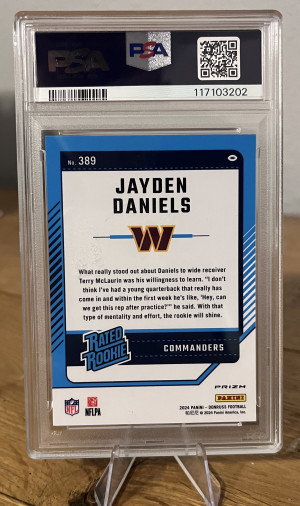 PSA
PSA
117103202
No. 389
JAYDEN
DANIELS
W
What really stood out about Daniels to wide receiver
Terry McLaurin was his willingness to learn. "I don't
think I've had a young quarterback that really has
come in and within the first week he's like, 'Hey, can
we get this rep after practice?'" he said. With that
type of mentality and effort, the rookie will shine.
RATED
ROOKIE
COMMANDERS
PRIZM
NFL
NFLPA
PANINI
2024 PANINI - DONRUSS FOOTBALL
© 2024 Panini America, Inc.